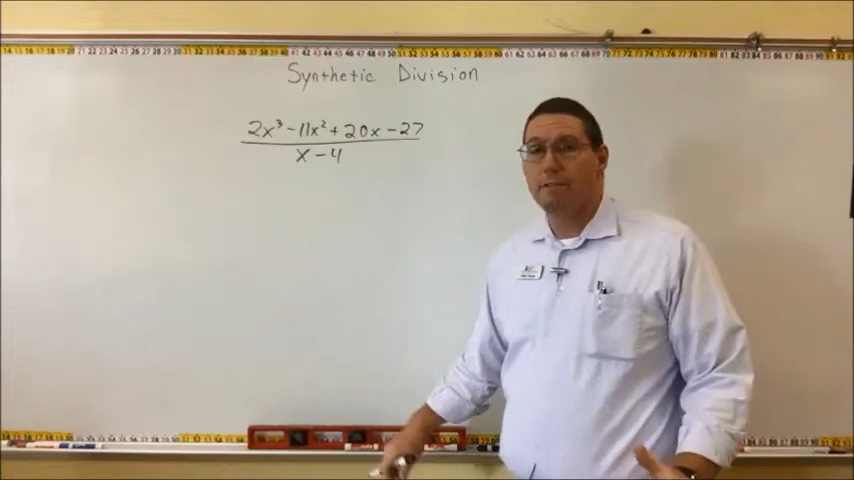 Synthetic Division
2x³ - 11x² + 20x - 27
x - 4